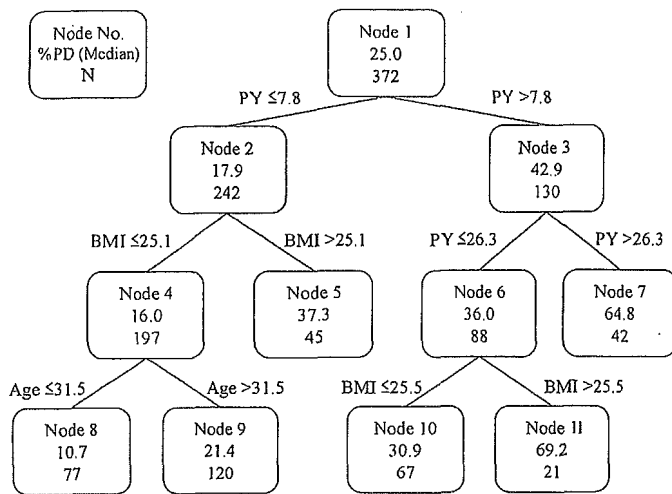 Node No.
%PD (Median)
N
Node 1
25.0
372
PY ≤7.8
PY >7.8
Node 2
17.9
242
Node 3
42.9
130
BMI ≤25.1
BMI >25.1
PY ≤26.3
PY >26.3
Node 4
16.0
197
Node 5
37.3
45
Node 6
36.0
88
Node 7
64.8
42
Age ≤31.5
Age >31.5
BMI ≤25.5
BMI >25.5
Node 8
10.7
77
Node 9
21.4
120
Node 10
30.9
67
Node 11
69.2
21